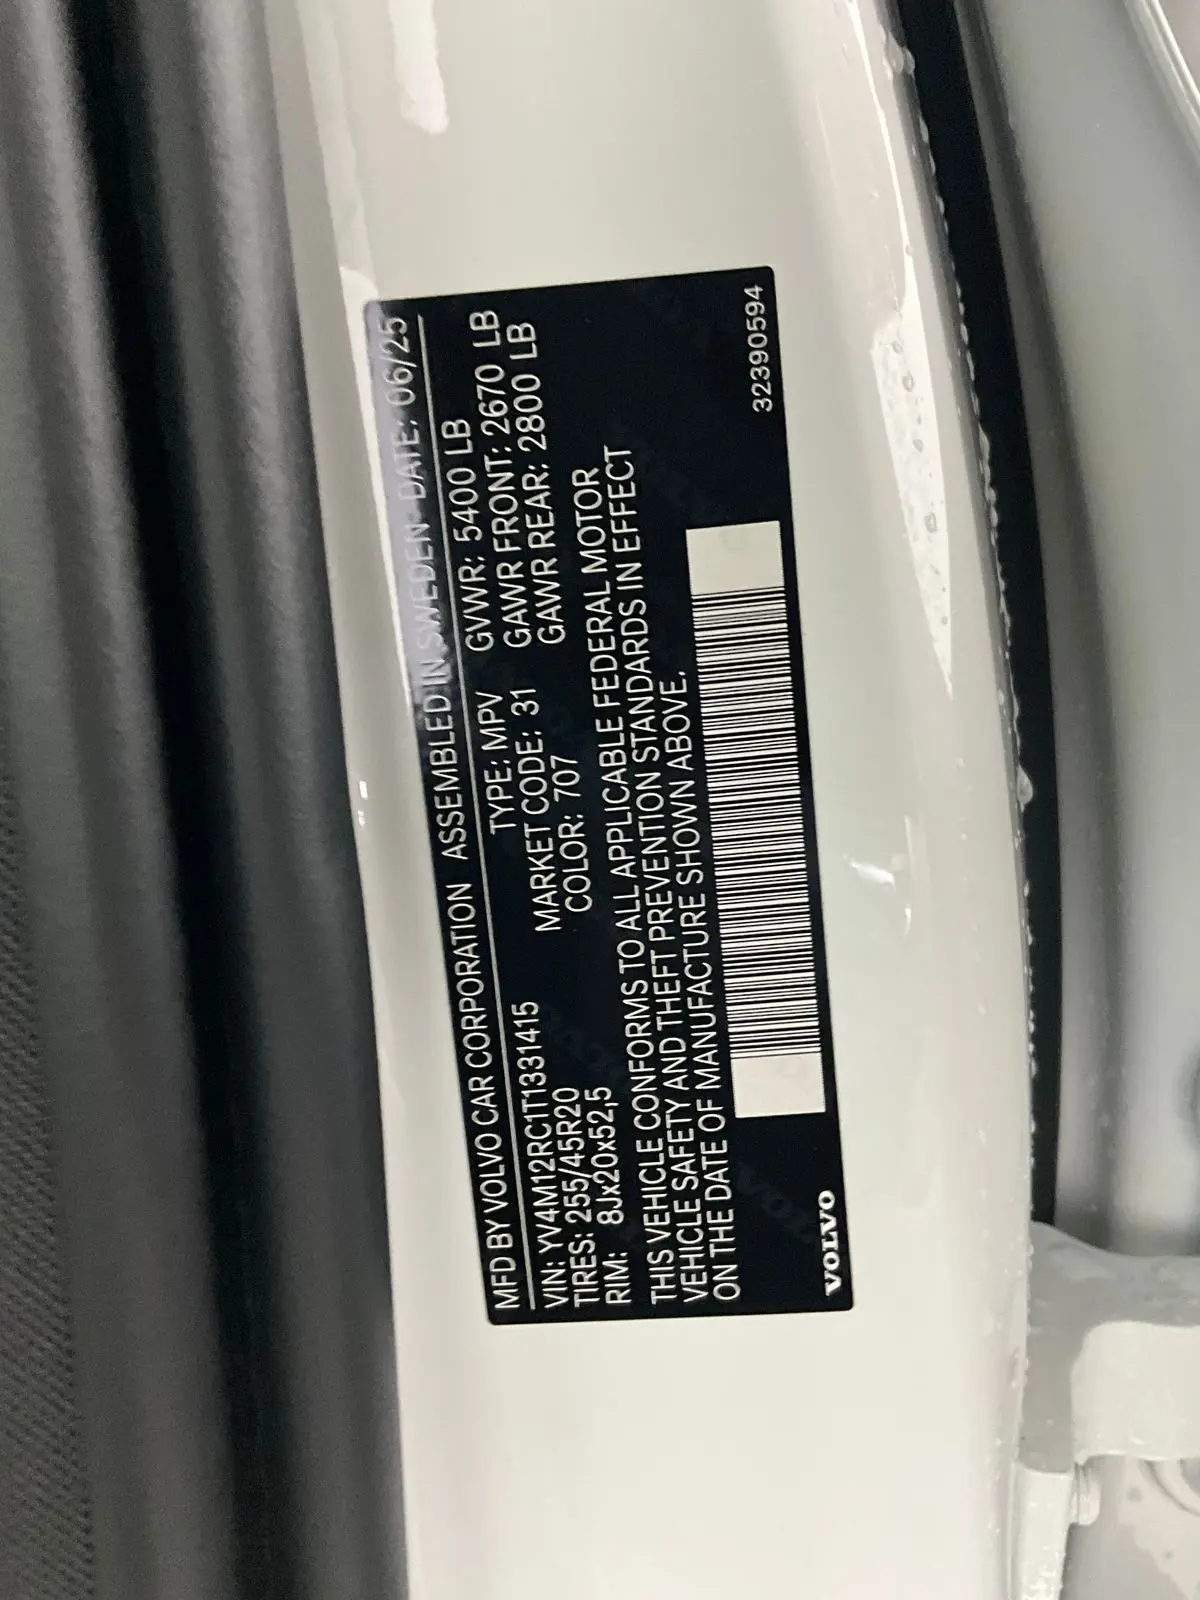 MFD BY VOLVO CAR CORPORATION ASSEMBLED IN SWEDEN DATE: 06/25
VIN: YV4M12RC1T1331415 TYPE: MPV GVWR: 5400 LB
TIRES: 255/45R20 MARKET CODE: 31 GAWR FRONT: 2670 LB
RIM: 8Jx20x52,5 COLOR: 707 GAWR REAR: 2800 LB
THIS VEHICLE CONFORMS TO ALL APPLICABLE FEDERAL MOTOR
VEHICLE SAFETY AND THEFT PREVENTION STANDARDS IN EFFECT
ON THE DATE OF MANUFACTURE SHOWN ABOVE.
VOLVO 32390594